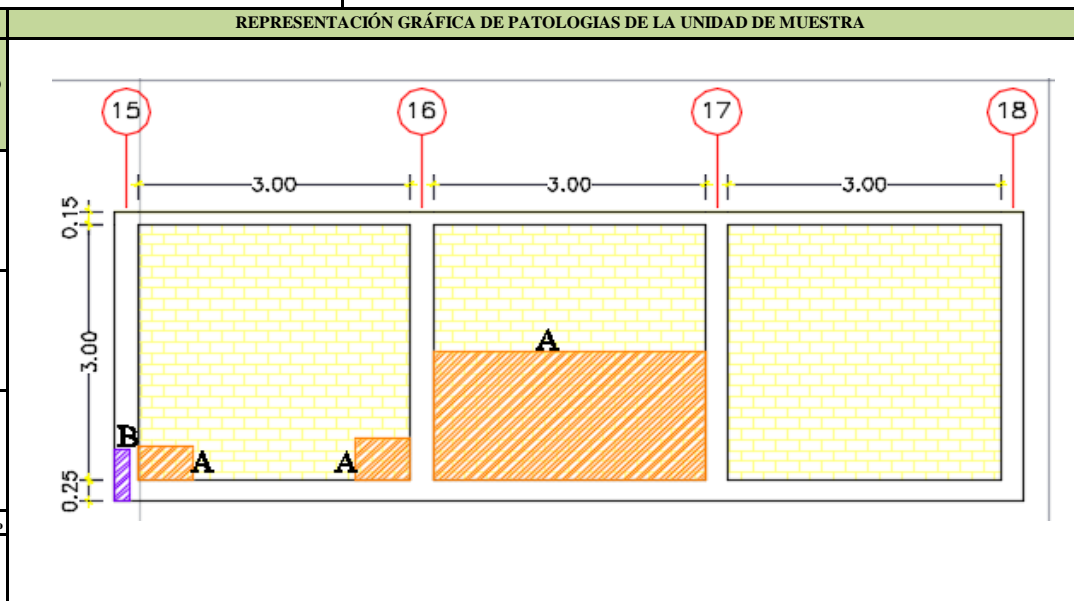 REPRESENTACIÓN GRÁFICA DE PATOLOGIAS DE LA UNIDAD DE MUESTRA
15 16 17 18
3.00 3.00 3.00
0.15
3.00
A
B
A A
0.25